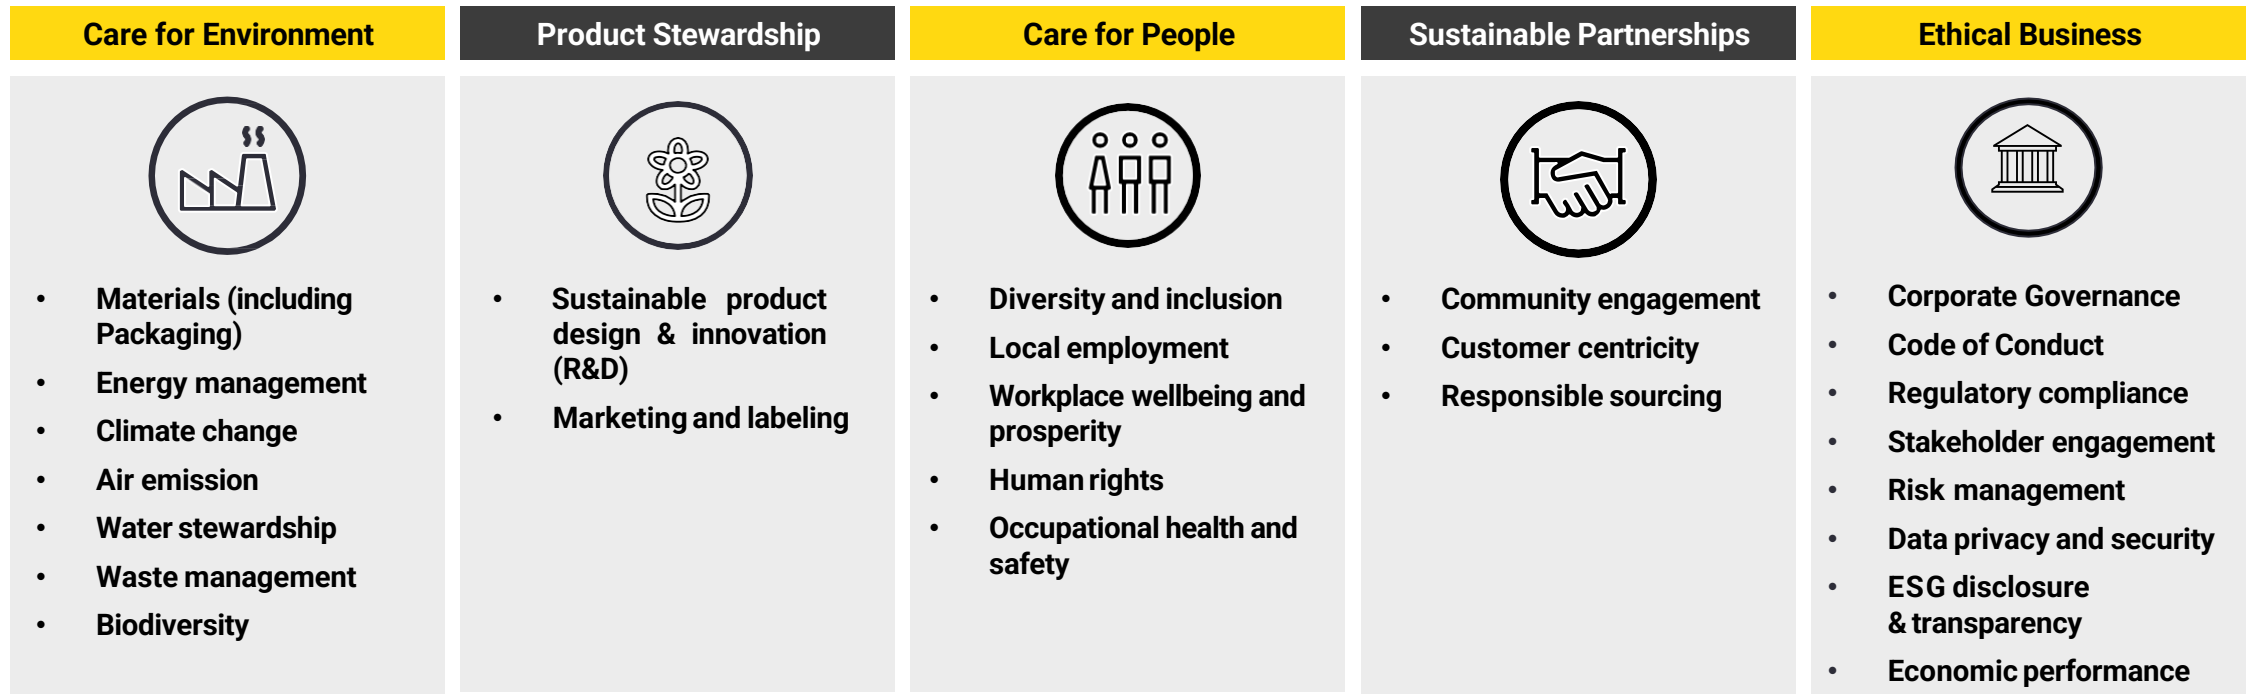 Care for Environment
• Materials (including
Packaging)
• Energy management
• Climate change
• Air emission
• Water stewardship
• Waste management
• Biodiversity
Product Stewardship
• Sustainable product
design & innovation
(R&D)
• Marketing and labeling
Care for People
• Diversity and inclusion
• Local employment
• Workplace wellbeing and
prosperity
• Human rights
• Occupational health and
safety
Sustainable Partnerships
• Community engagement
• Customer centricity
• Responsible sourcing
Ethical Business
• Corporate Governance
• Code of Conduct
• Regulatory compliance
• Stakeholder engagement
• Risk management
• Data privacy and security
• ESG disclosure
& transparency
• Economic performance